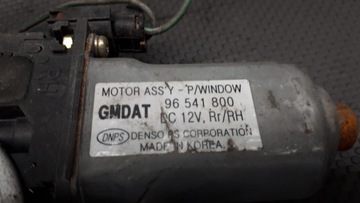 MOTOR ASS'Y - P/WINDOW
GMDAT 96 541 800
DC 12V, Rr/RH
DNPS DENSO PS CORPORATION
MADE IN KOREA